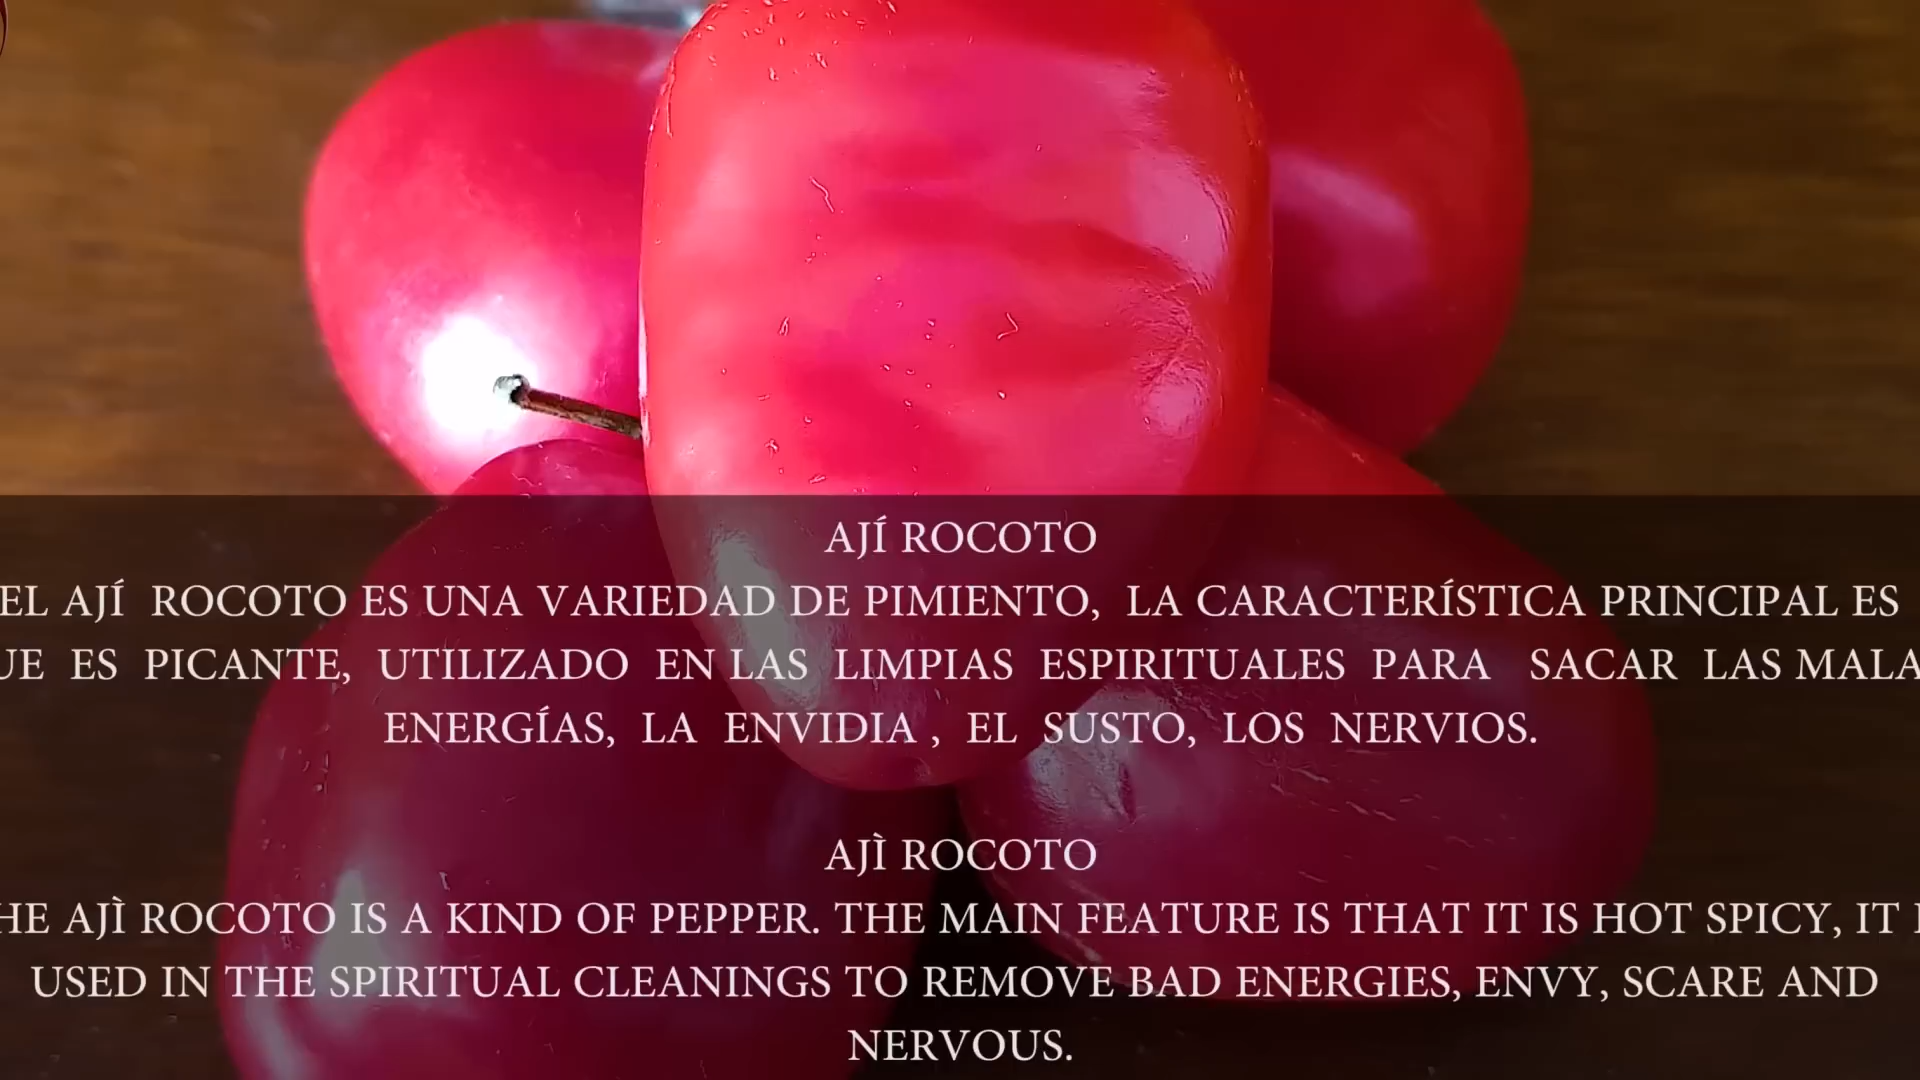 AJÍ ROCOTO
EL AJÍ ROCOTO ES UNA VARIEDAD DE PIMIENTO, LA CARACTERÍSTICA PRINCIPAL ES
UE ES PICANTE, UTILIZADO EN LAS LIMPIAS ESPIRITUALES PARA SACAR LAS MALA
ENERGÍAS, LA ENVIDIA , EL SUSTO, LOS NERVIOS.
AJÌ ROCOTO
HE AJÌ ROCOTO IS A KIND OF PEPPER. THE MAIN FEATURE IS THAT IT IS HOT SPICY, IT
USED IN THE SPIRITUAL CLEANINGS TO REMOVE BAD ENERGIES, ENVY, SCARE AND
NERVOUS.